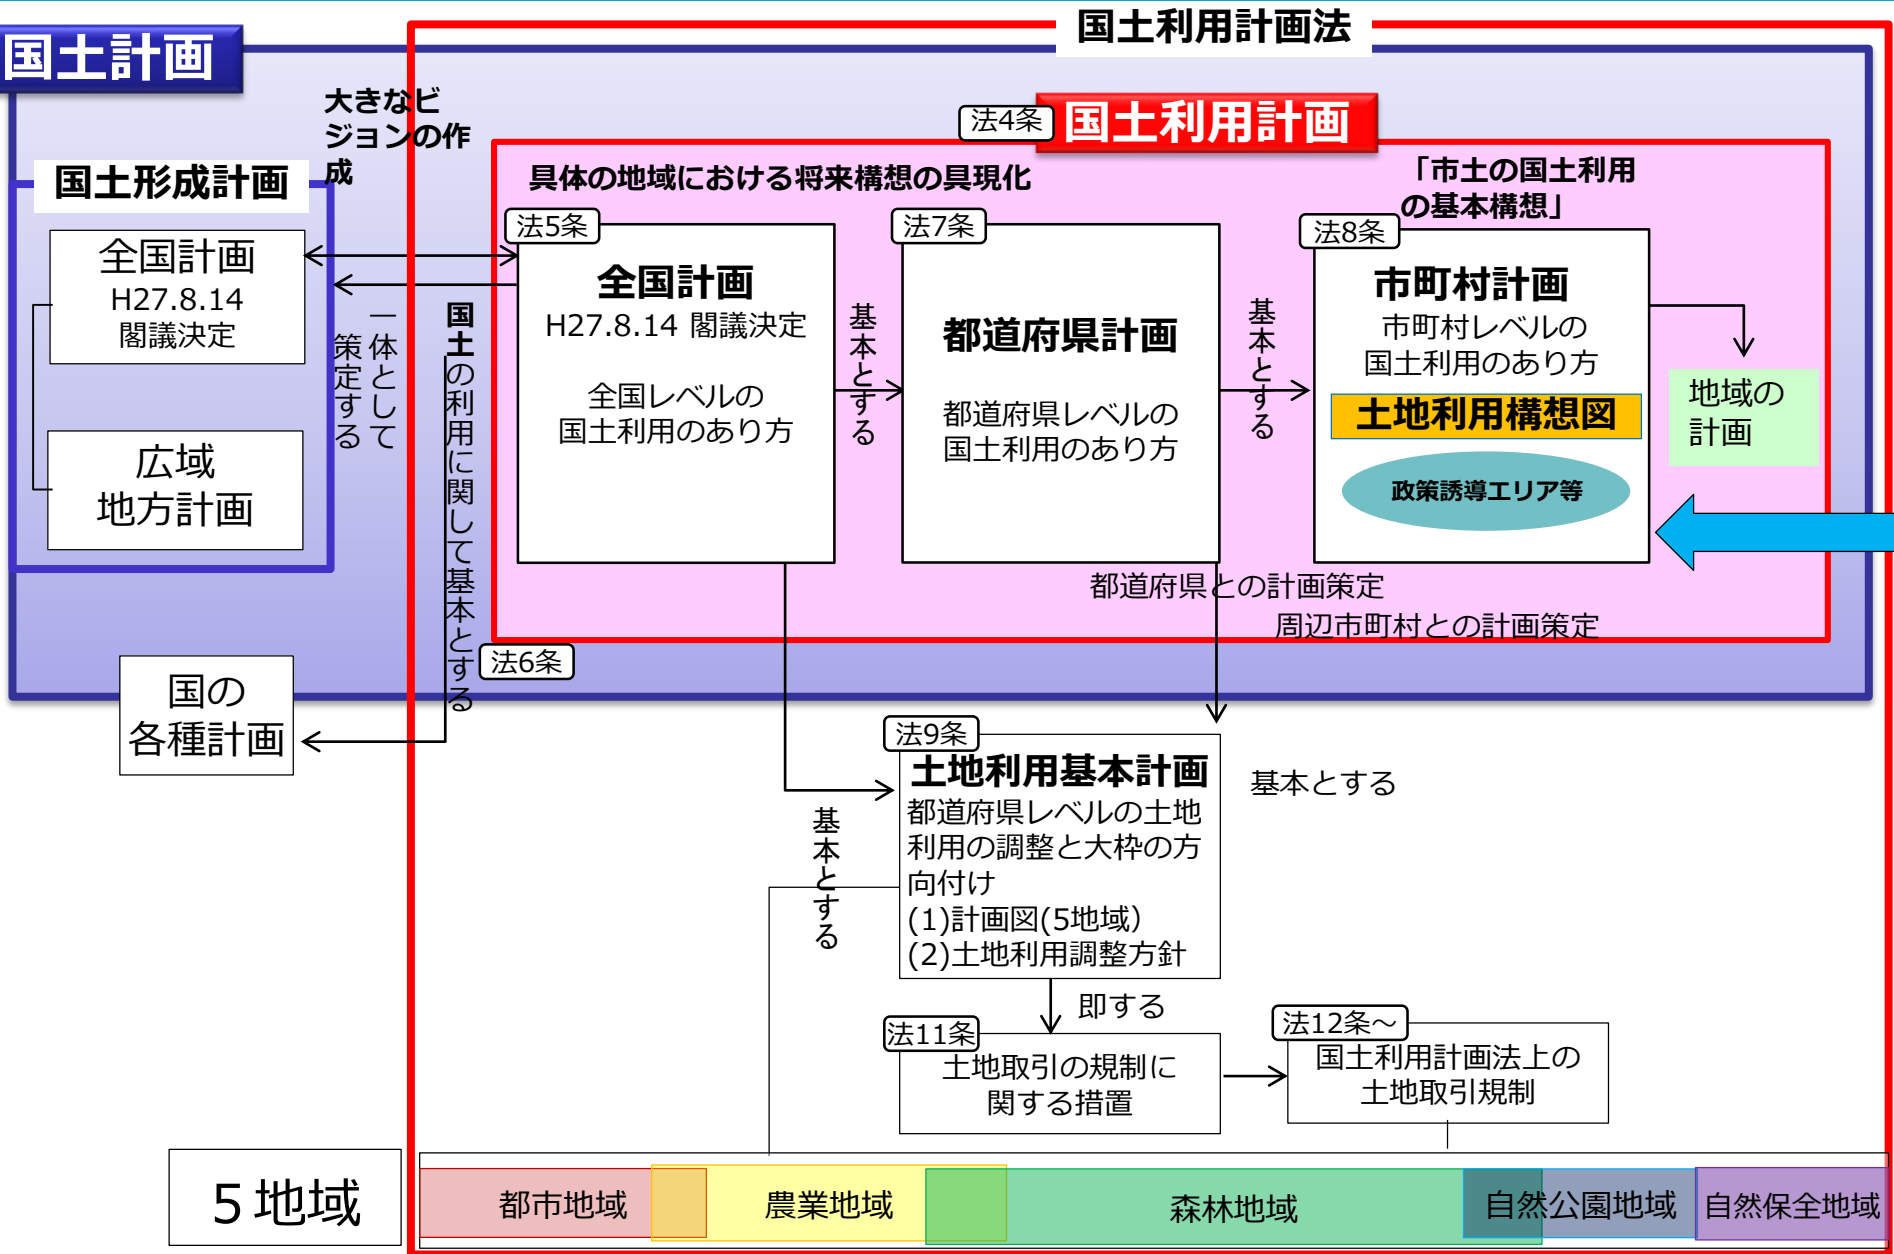 国土利用計画法
国土計画
大きなビ
ジョンの作
成
法4条
国土利用計画
国土形成計画
具体の地域における将来構想の具現化
「市土の国土利用
の基本構想」
全国計画
H27.8.14
閣議決定
広域
地方計画
一体として
策定する
国土の利用に関して基本とする
法5条
全国計画
H27.8.14 閣議決定
全国レベルの
国土利用のあり方
基本とする
法7条
都道府県計画
都道府県レベルの
国土利用のあり方
基本とする
法8条
市町村計画
市町村レベルの
国土利用のあり方
土地利用構想図
政策誘導エリア等
地域の
計画
都道府県との計画策定
周辺市町村との計画策定
法6条
国の
各種計画
法9条
土地利用基本計画
都道府県レベルの土地
利用の調整と大枠の方
向付け
(1)計画図(5地域）
(2)土地利用調整方針
基本とする
基本とする
即する
法11条
土地取引の規制に
関する措置
法12条～
国土利用計画法上の
土地取引規制
5地域
都市地域
農業地域
森林地域
自然公園地域
自然保全地域